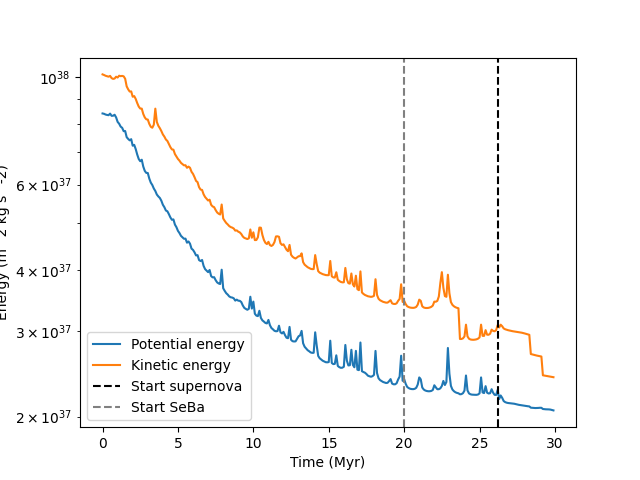 10^38
6 × 10^37
4 × 10^37
3 × 10^37
2 × 10^37
Energy (m^2 kg s^-2)
Potential energy
Kinetic energy
Start supernova
Start SeBa
0 5 10 15 20 25 30
Time (Myr)